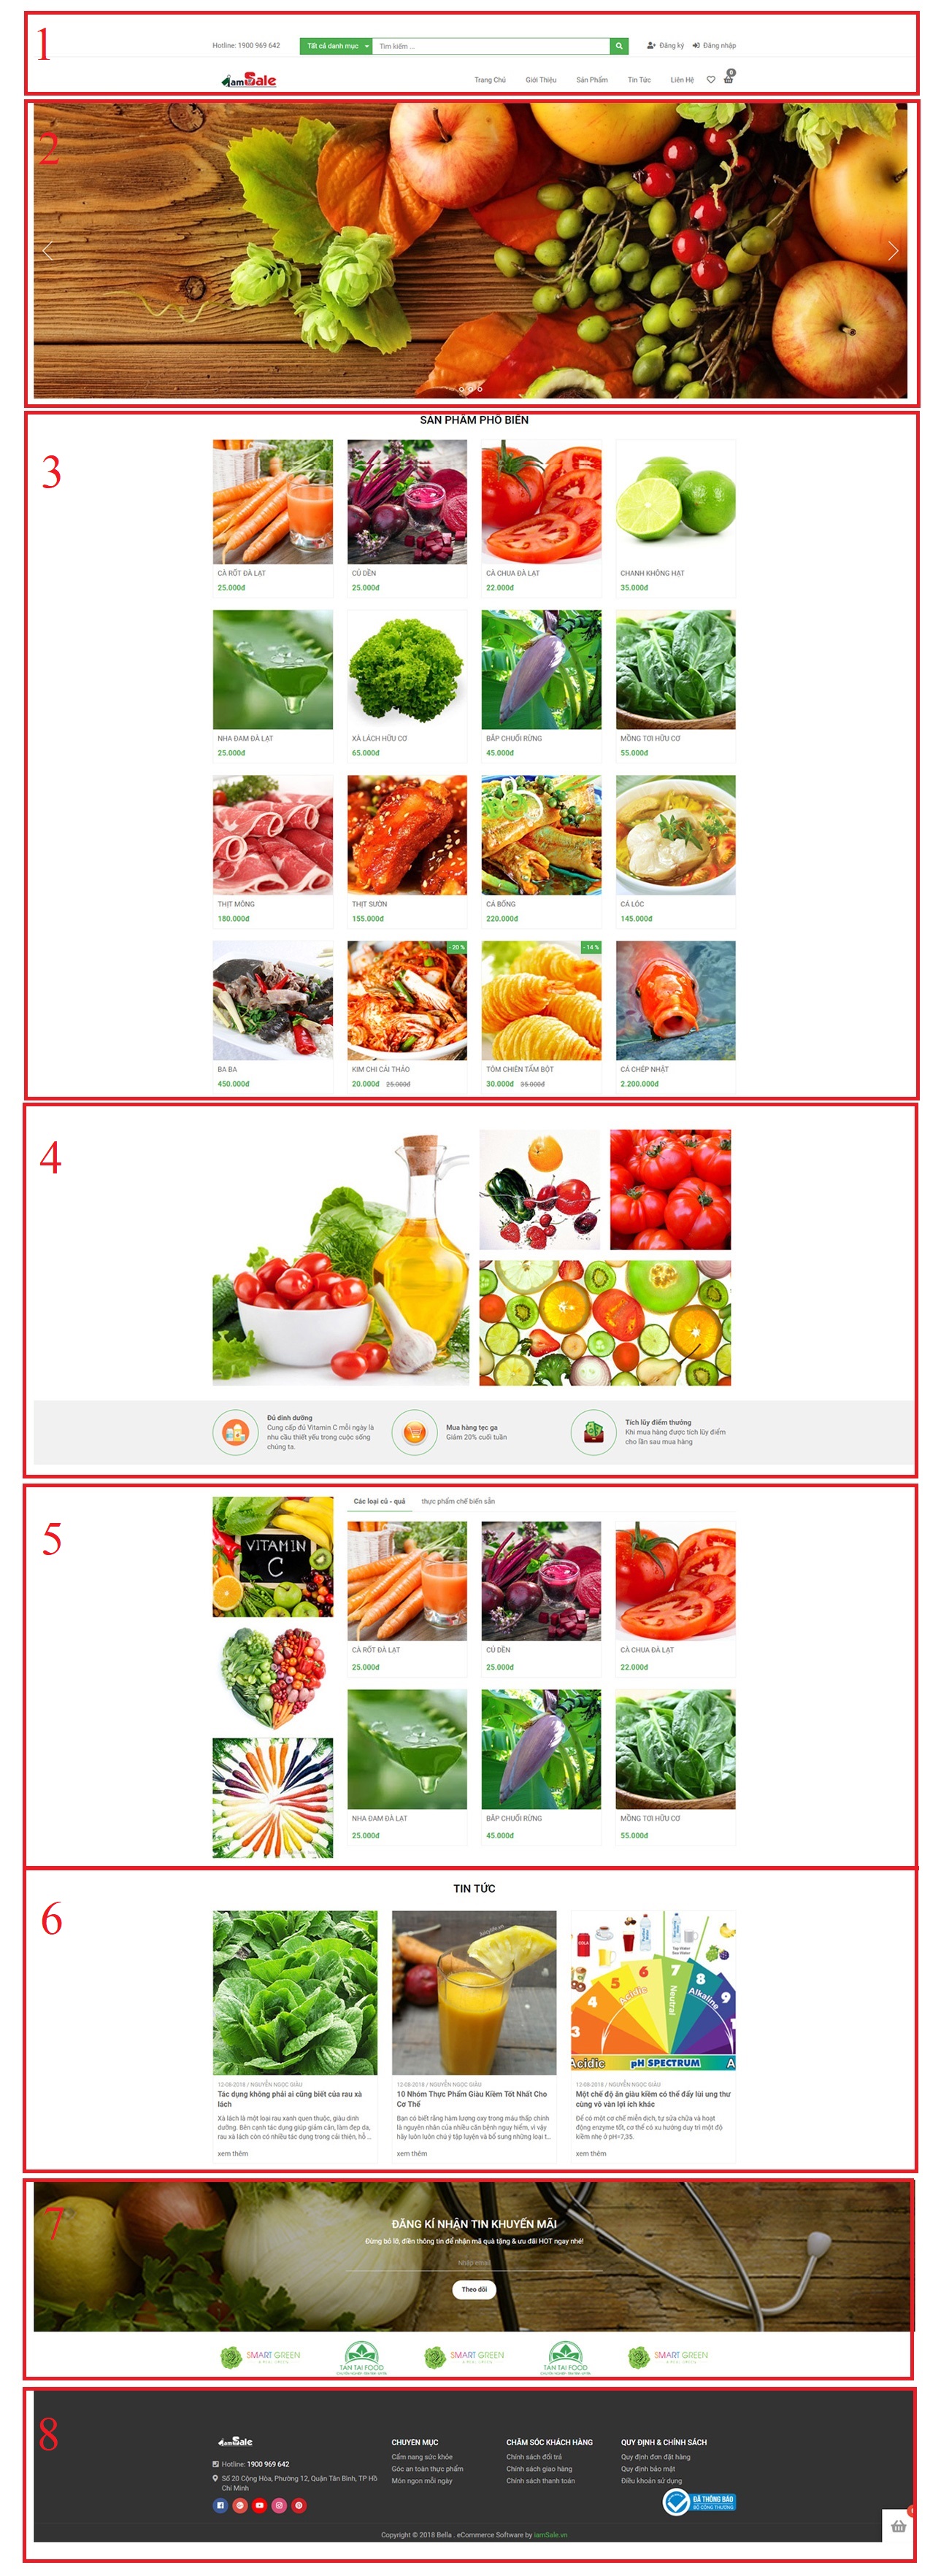 1
Hotline: 1900 969 642
Tất cả danh mục
Tìm kiếm ...
Đăng ký
Đăng nhập
iamSale
Trang Chủ
Giới Thiệu
Sản Phẩm
Tin Tức
Liên Hệ
0
2
3
SẢN PHẨM PHỔ BIẾN
CÀ RỐT ĐÀ LẠT
CỦ DỀN
CÀ CHUA ĐÀ LẠT
CHANH KHÔNG HẠT
25.000đ
25.000đ
22.000đ
35.000đ
NHA ĐAM ĐÀ LẠT
XÀ LÁCH HỮU CƠ
BẮP CHUỐI RỪNG
MỒNG TƠI HỮU CƠ
25.000đ
65.000đ
45.000đ
55.000đ
THỊT MÔNG
THỊT SƯỜN
CÁ BỐNG
CÁ LÓC
180.000đ
155.000đ
220.000đ
145.000đ
- 20 %
- 14 %
BA BA
KIM CHI CẢI THẢO
TÔM CHIÊN TẨM BỘT
CÁ CHÉP NHẬT
450.000đ
20.000đ 25.000đ
30.000đ 35.000đ
2.200.000đ
4
Đủ dinh dưỡng
Cung cấp đủ Vitamin C mỗi ngày là
nhu cầu thiết yếu trong cuộc sống
chúng ta.
Mua hàng tẹc ga
Giảm 20% cuối tuần
Tích lũy điểm thưởng
Khi mua hàng được tích lũy điểm
cho lần sau mua hàng
5
VITAMIN
C
Các loại củ - quả
thực phẩm chế biến sẵn
CÀ RỐT ĐÀ LẠT
CỦ DỀN
CÀ CHUA ĐÀ LẠT
25.000đ
25.000đ
22.000đ
NHA ĐAM ĐÀ LẠT
BẮP CHUỐI RỪNG
MỒNG TƠI HỮU CƠ
25.000đ
45.000đ
55.000đ
6
TIN TỨC
3
4
5
6
7
8
9
Acidic
Neutral
Alkaline
Acidic
pH SPECTRUM
A
12-08-2018 / NGUYỄN NGỌC GIÀU
Tác dụng không phải ai cũng biết của rau xà
lách
Xà lách là một loại rau xanh quen thuộc, giàu dinh
dưỡng. Bên cạnh tác dụng giúp giảm cân, làm đẹp da,
rau xà lách còn có nhiều tác dụng trong cải thiện, hỗ ...
xem thêm
12-08-2018 / NGUYỄN NGỌC GIÀU
10 Nhóm Thực Phẩm Giàu Kiềm Tốt Nhất Cho
Cơ Thể
Bạn có biết rằng hàm lượng oxy trong máu thấp chính
là nguyên nhân của nhiều căn bệnh nguy hiểm, vì vậy
hãy luôn luôn chú ý tập luyện và bổ sung những loại t...
xem thêm
12-08-2018 / NGUYỄN NGỌC GIÀU
Một chế độ ăn giàu kiềm có thể đẩy lùi ung thư
cùng vô vàn lợi ích khác
Để có một cơ chế miễn dịch, tự sửa chữa và hoạt
động enzyme tốt, cơ thể có xu hướng duy trì một độ
kiềm nhẹ ở pH=7,35.
xem thêm
7
ĐĂNG KÍ NHẬN TIN KHUYẾN MÃI
Đừng bỏ lỡ, điền thông tin để nhận mã quà tặng & ưu đãi HOT ngay nhé!
Nhập email
Theo dõi
SMART GREEN
TAN TAI FOOD
SMART GREEN
TAN TAI FOOD
SMART GREEN
8
iamSale
Hotline: 1900 969 642
Số 20 Cộng Hòa, Phường 12, Quận Tân Bình, TP Hồ
Chí Minh
CHUYÊN MỤC
Cẩm nang sức khỏe
Góc an toàn thực phẩm
Món ngon mỗi ngày
CHĂM SÓC KHÁCH HÀNG
Chính sách đổi trả
Chính sách giao hàng
Chính sách thanh toán
QUY ĐỊNH & CHÍNH SÁCH
Quy định đơn đặt hàng
Quy định bảo mật
Điều khoản sử dụng
ĐÃ THÔNG BÁO
BỘ CÔNG THƯƠNG
Copyright © 2018 Bella . eCommerce Software by iamSale.vn